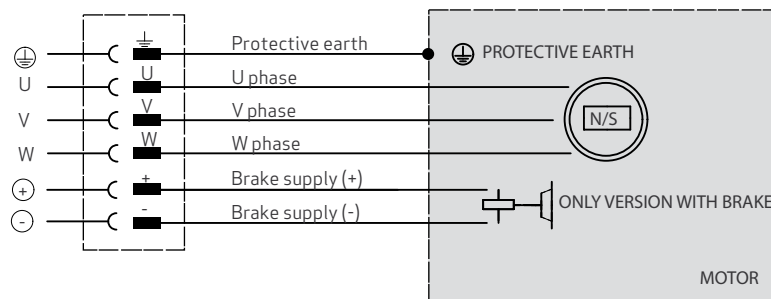 Protective earth
PROTECTIVE EARTH
U U U phase
V V V phase
N/S
W W W phase
+ + Brake supply (+)
- - Brake supply (-)
ONLY VERSION WITH BRAKE
MOTOR